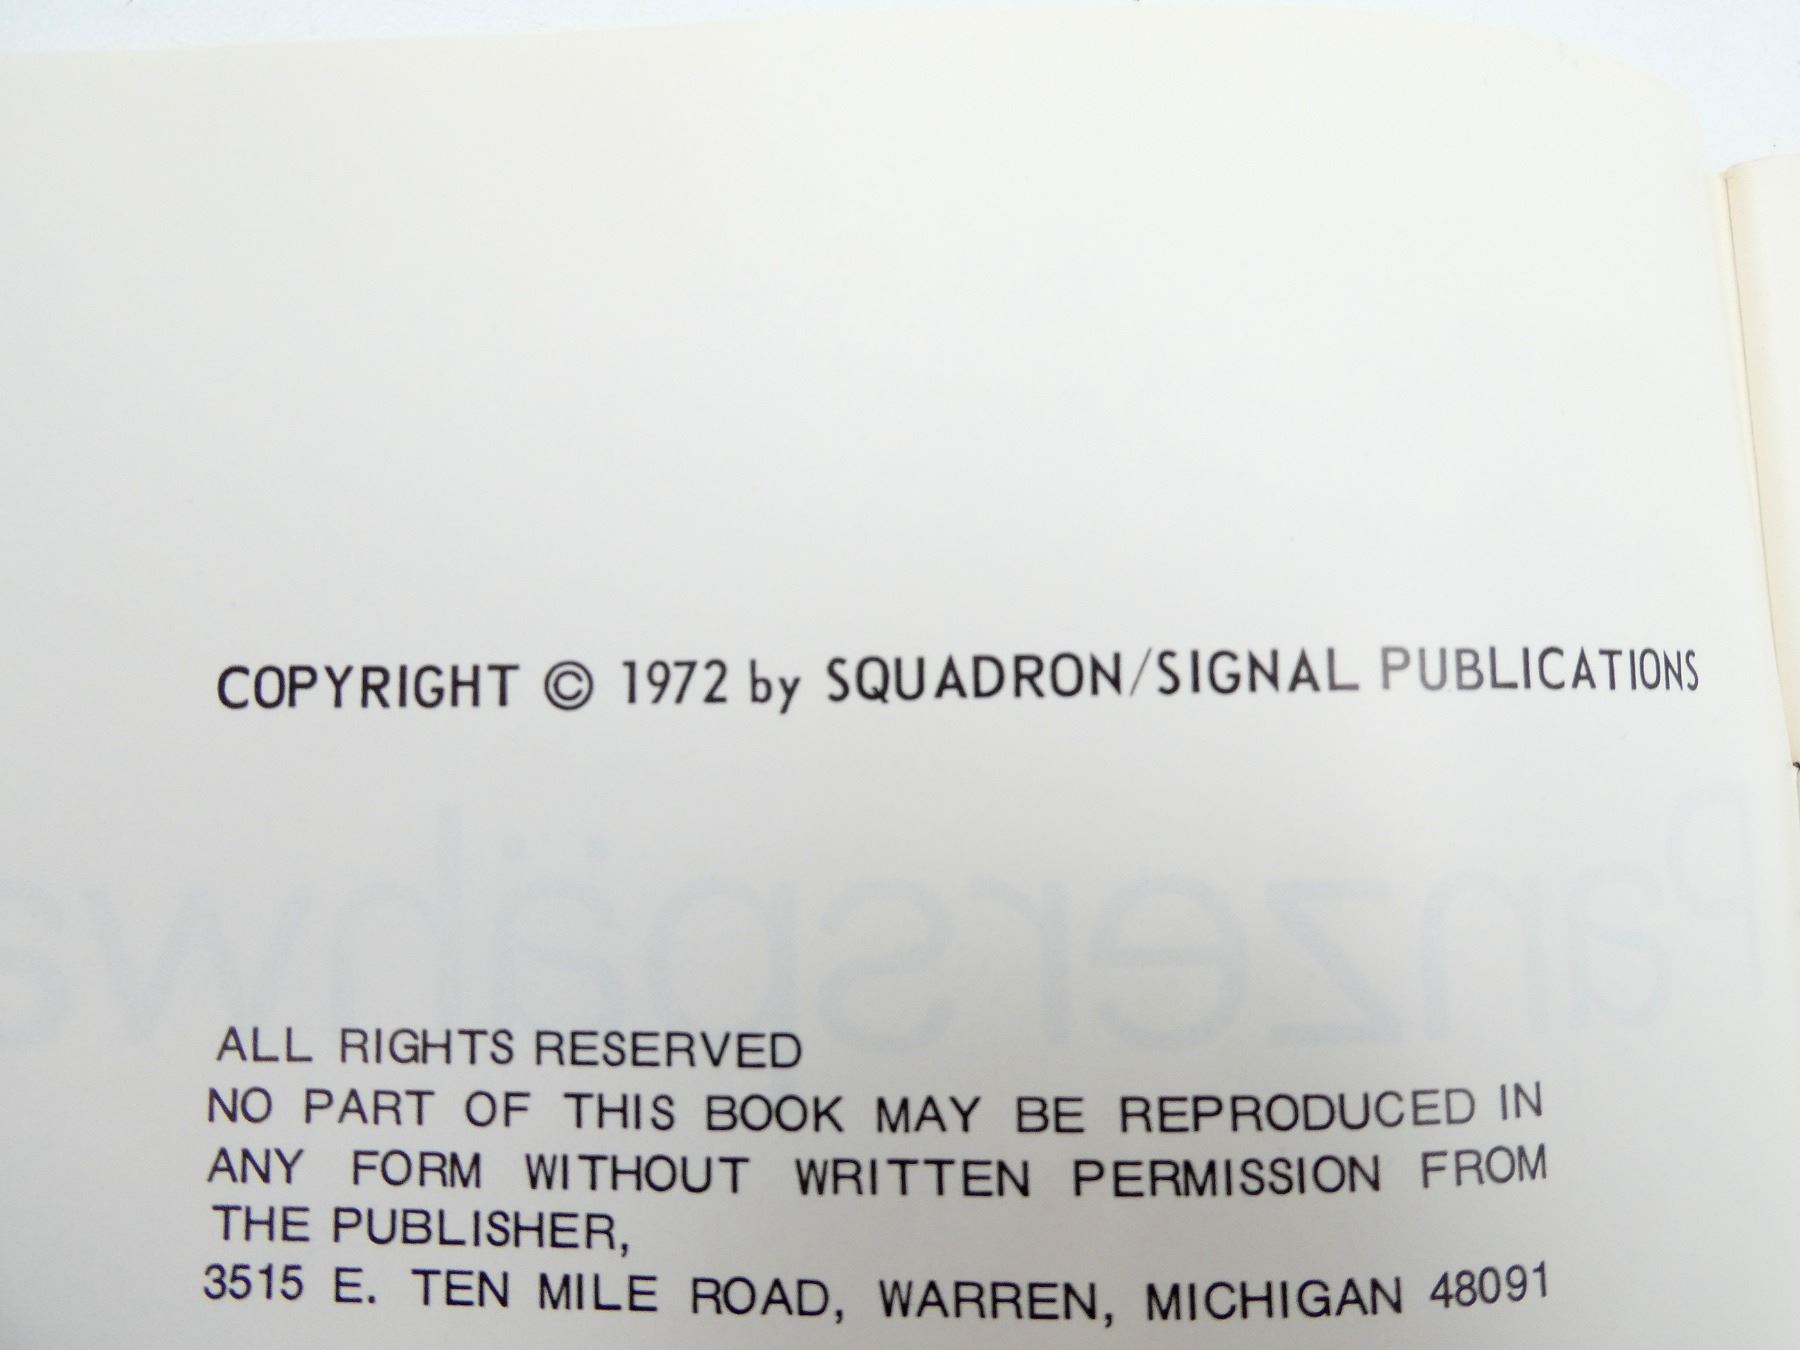 COPYRIGHT © 1972 by SQUADRON/SIGNAL PUBLICATIONS
ALL RIGHTS RESERVED
NO PART OF THIS BOOK MAY BE REPRODUCED IN
ANY FORM WITHOUT WRITTEN PERMISSION FROM
THE PUBLISHER,
3515 E. TEN MILE ROAD, WARREN, MICHIGAN 48091